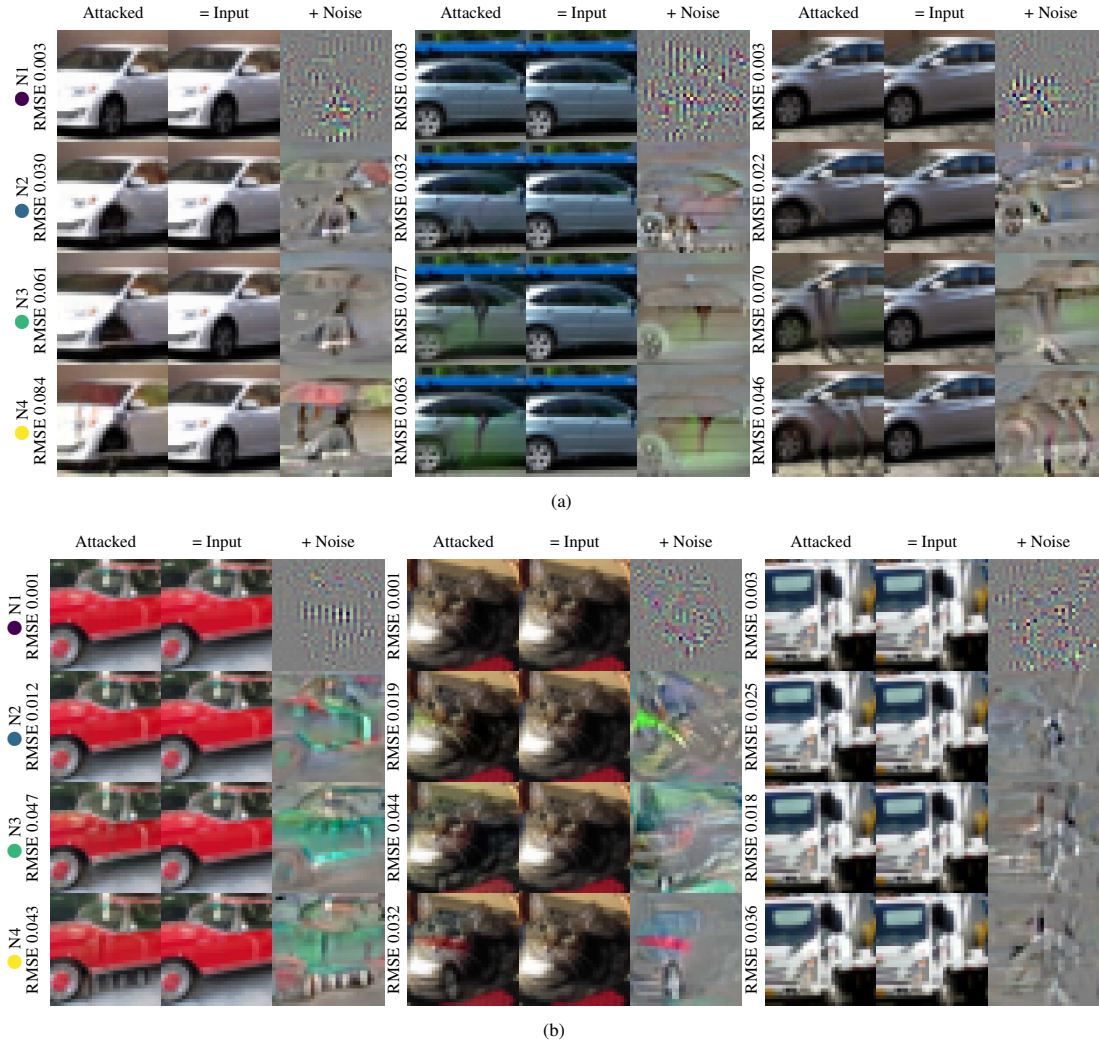 Attacked = Input + Noise Attacked = Input + Noise Attacked = Input + Noise
N1
RMSE 0.003
RMSE 0.003
RMSE 0.003
N2
RMSE 0.030
RMSE 0.032
RMSE 0.022
N3
RMSE 0.061
RMSE 0.077
RMSE 0.070
N4
RMSE 0.084
RMSE 0.063
RMSE 0.046
(a)
Attacked = Input + Noise Attacked = Input + Noise Attacked = Input + Noise
N1
RMSE 0.001
RMSE 0.001
RMSE 0.003
N2
RMSE 0.012
RMSE 0.019
RMSE 0.025
N3
RMSE 0.047
RMSE 0.044
RMSE 0.018
N4
RMSE 0.043
RMSE 0.032
RMSE 0.036
(b)